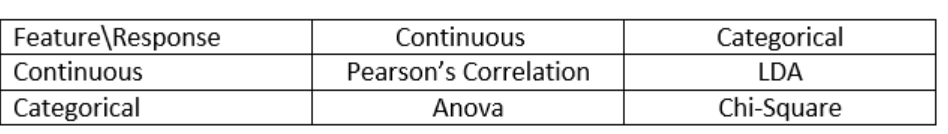 Feature\Response Continuous Categorical
Continuous Pearson’s Correlation LDA
Categorical Anova Chi-Square